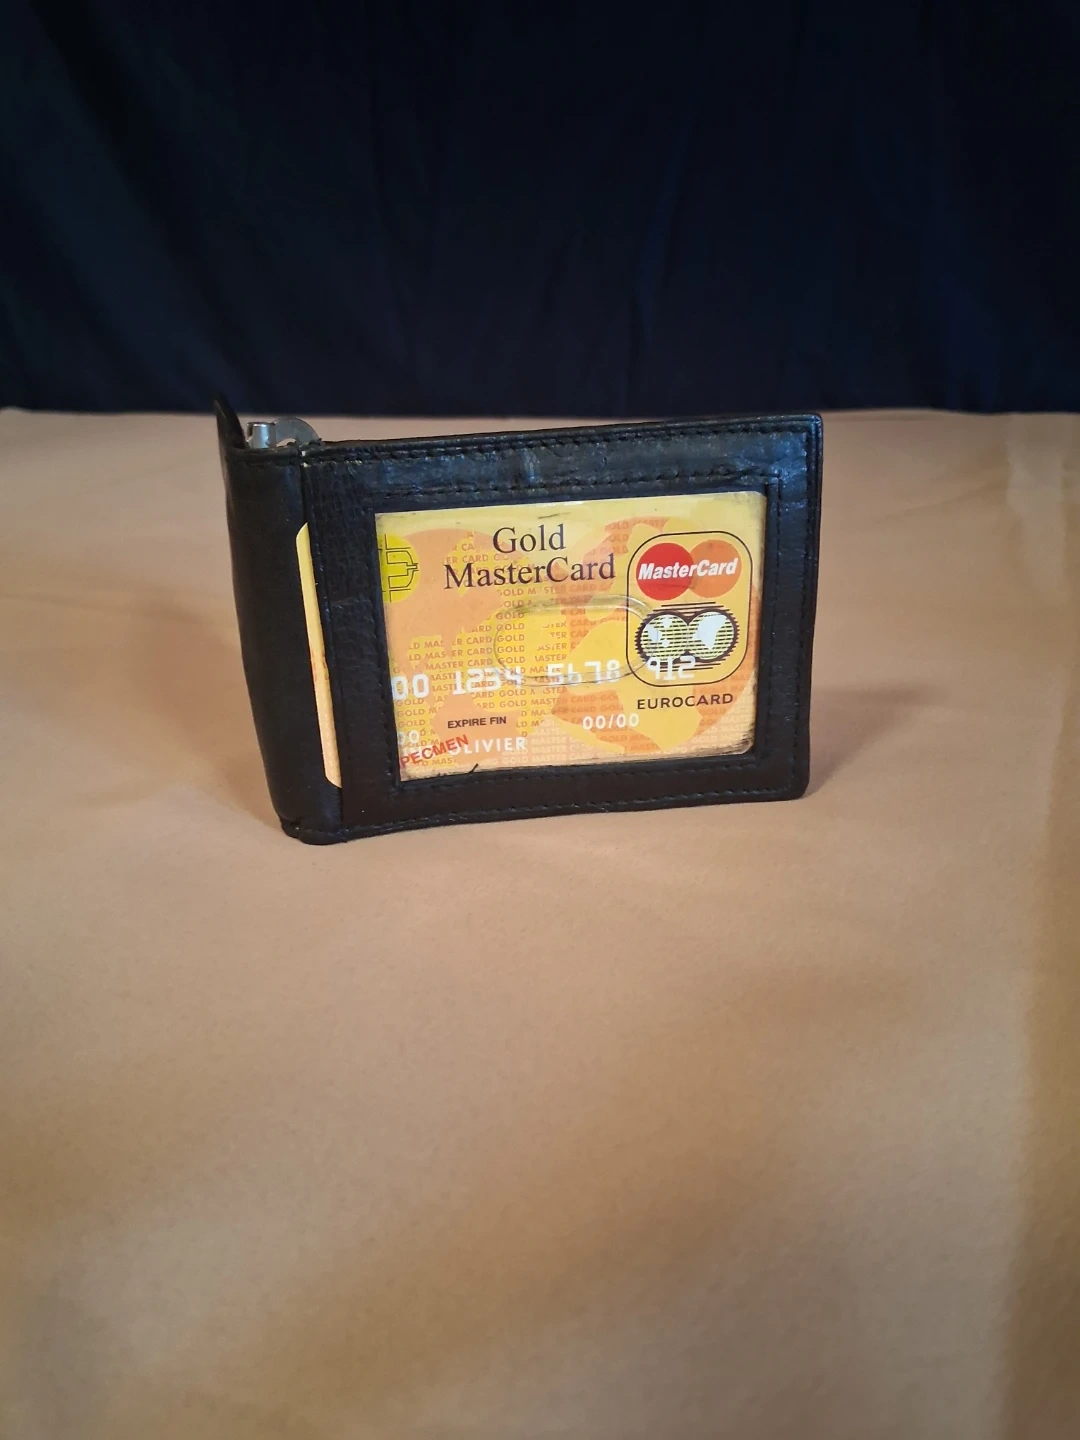 Gold
MasterCard
MasterCard
00 1234 5678 912
EUROCARD
EXPIRE FIN 00/00
PECMEN OLIVIER